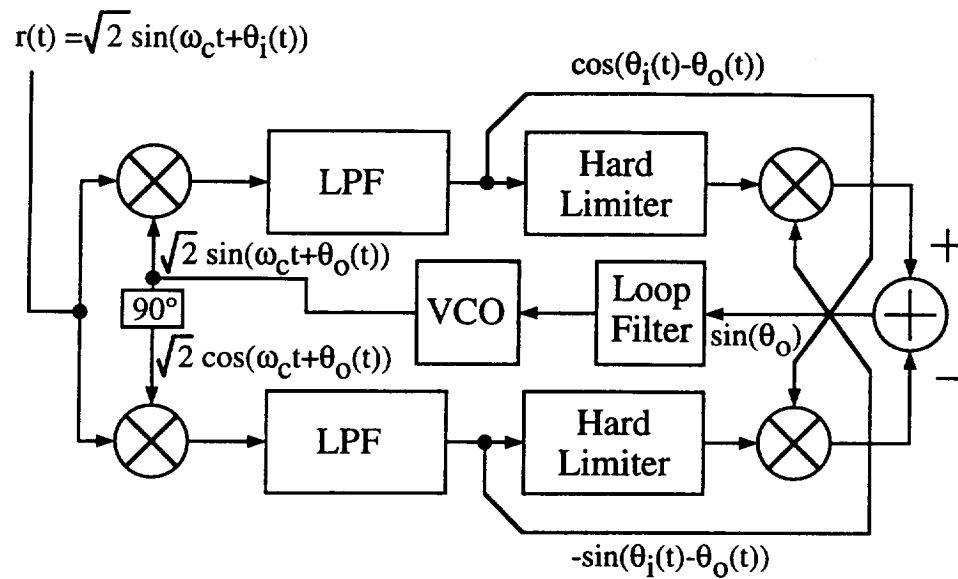 r(t) =√2 sin(ω_c t+θ_i(t))
cos(θ_i(t)-θ_o(t))
LPF
Hard
Limiter
√2 sin(ω_c t+θ_o(t))
+
90°
VCO
Loop
Filter
sin(θ_o)
√2 cos(ω_c t+θ_o(t))
−
LPF
Hard
Limiter
-sin(θ_i(t)-θ_o(t))